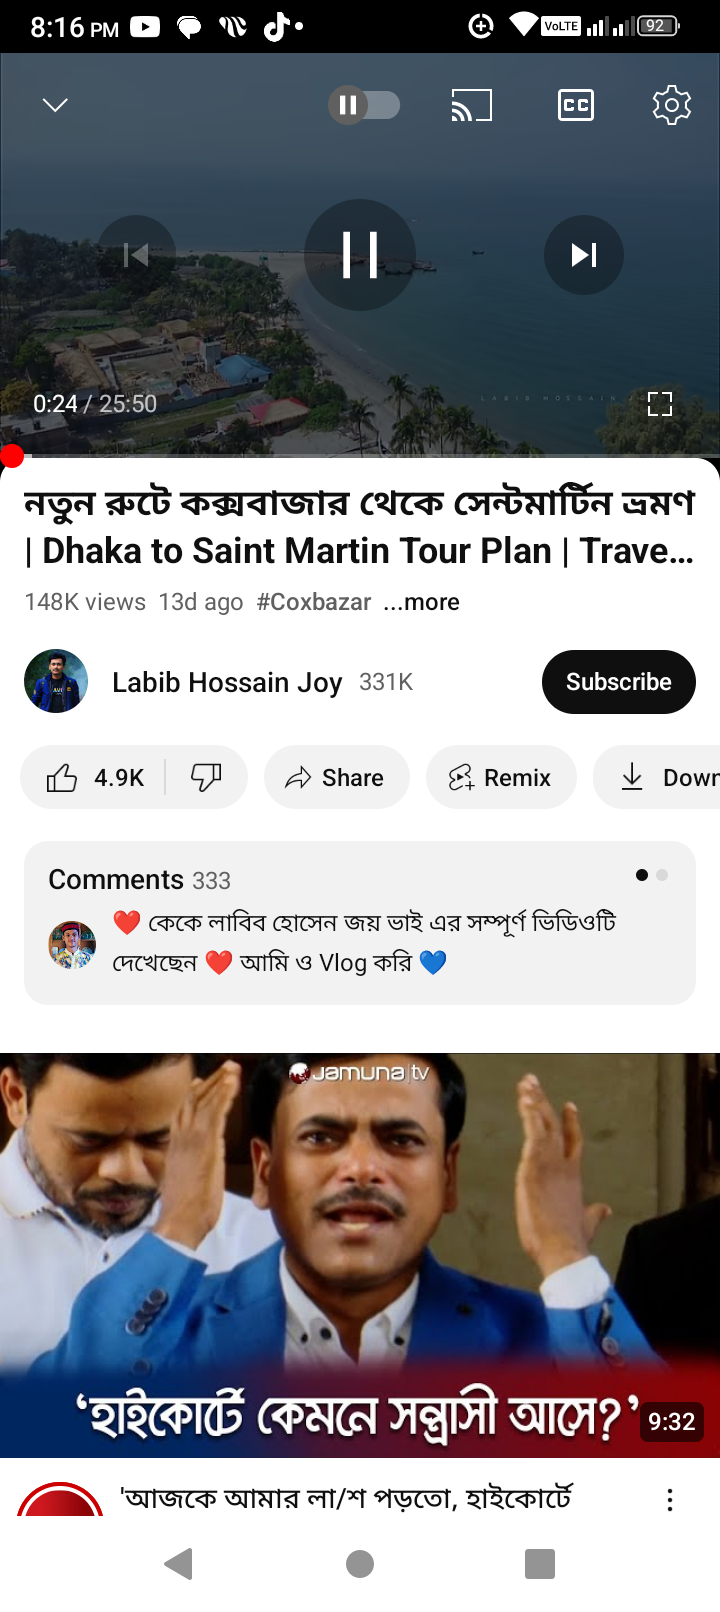 8:16 PM
VoLTE
92
CC
0:24 / 25:50
LABIB HOSSAIN JOY
নতুন রুটে কক্সবাজার থেকে সেন্টমার্টিন ভ্রমণ
| Dhaka to Saint Martin Tour Plan | Trave...
148K views 13d ago #Coxbazar ...more
Labib Hossain Joy 331K
Subscribe
4.9K
Share
Remix
Down
Comments 333
❤️ কেকে লাবিব হোসেন জয় ভাই এর সম্পূর্ণ ভিডিওটি
দেখেছেন ❤️ আমি ও Vlog করি 💙
Jamuna tv
‘হাইকোর্টে কেমনে সন্ত্রাসী আসে?’
9:32
'আজকে আমার লা/শ পড়তো, হাইকোর্টে